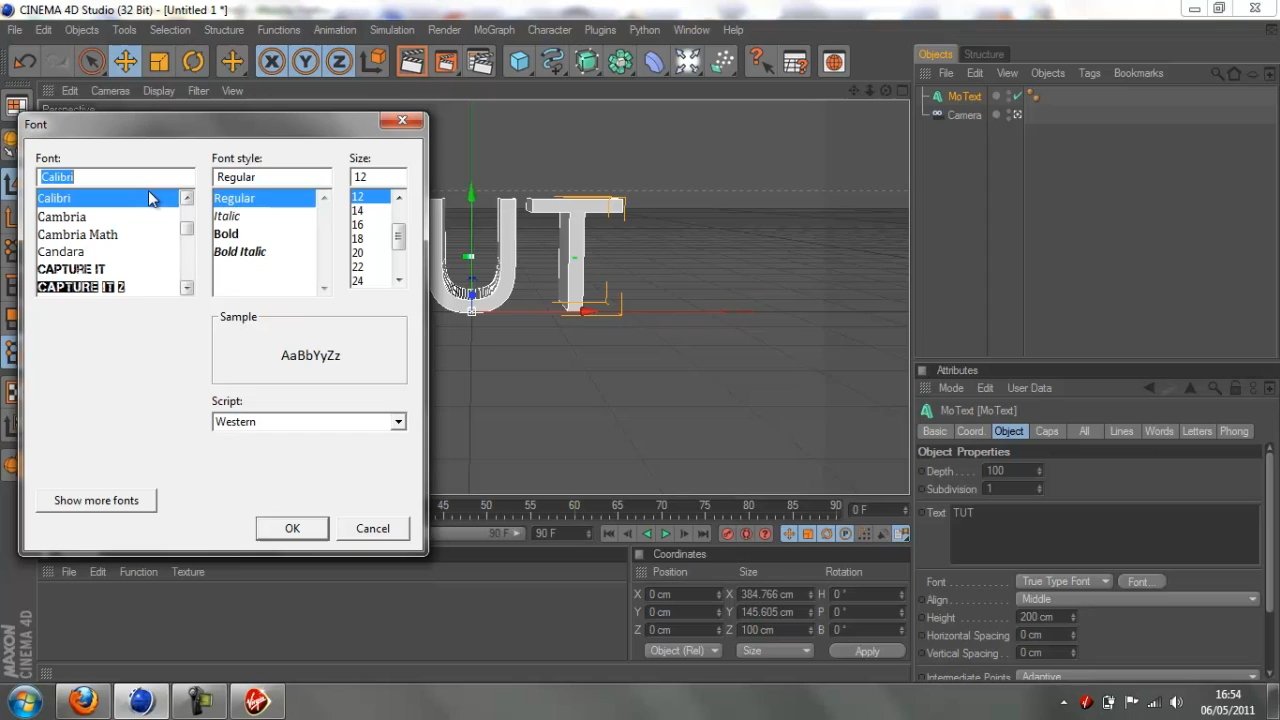 CINEMA 4D Studio (32 Bit) - [Untitled 1 *]
File Edit Objects Tools Selection Structure Functions Animation Render MoGraph Character Plugins Simulation Python Window Help
Edit Cameras Display Filter View
Perspective
Font
Font: Font style: Size:
Calibri Regular 12
Calibri
Cambria
Cambria Math
Candara
CAPTURE IT
CAPTURE IT 2
Regular
Italic
Bold
Bold Italic
12
14
16
18
20
22
24
Sample
AaBbYyZz
Script:
Western
Show more fonts
OK Cancel
UT
45 50 55 60 65 70 75 80 85 90 0 F
90 F 90 F
File Edit Function Texture
Coordinates
Position Size Rotation
X 0 cm X 384.766 cm H 0 °
Y 0 cm Y 145.605 cm P 0 °
Z 0 cm Z 100 cm B 0 °
Object (Rel) Size Apply
Objects Structure
File Edit View Objects Tags Bookmarks
MoText
Camera
Attributes
Mode Edit User Data
MoText [MoText]
Basic Coord. Object Caps All Lines Words Letters Phong
Object Properties
Depth . . . . 100
Subdivision 1
Text TUT
Font True Type Font Font...
Align Middle
Height 200 cm
Horizontal Spacing 0 cm
Vertical Spacing 0 cm
Intermediate Points Adaptive
MAXON
CINEMA 4D
16:54
06/05/2011